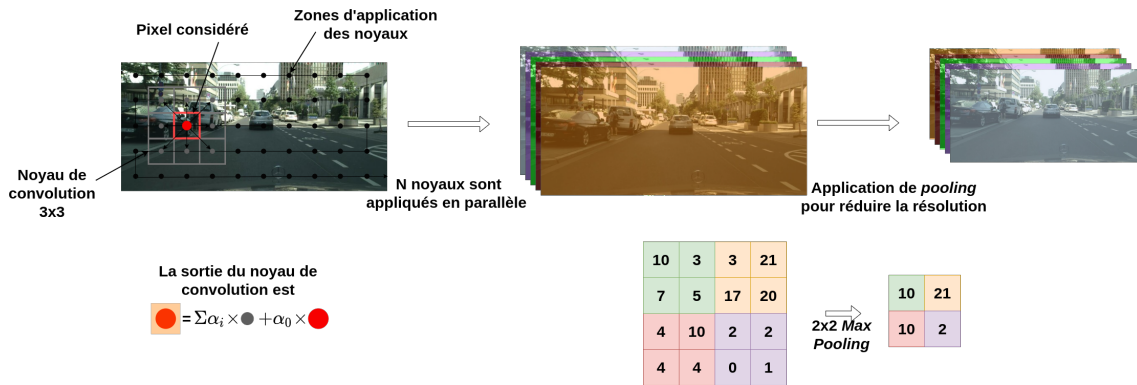 Pixel considéré
Zones d'application
des noyaux
Noyau de
convolution
3x3
N noyaux sont
appliqués en parallèle
Application de pooling
pour réduire la résolution
La sortie du noyau de
convolution est
= Σα_i × + α_0 ×
10 3 3 21
7 5 17 20
4 10 2 2
4 4 0 1
2x2 Max
Pooling
10 21
10 2